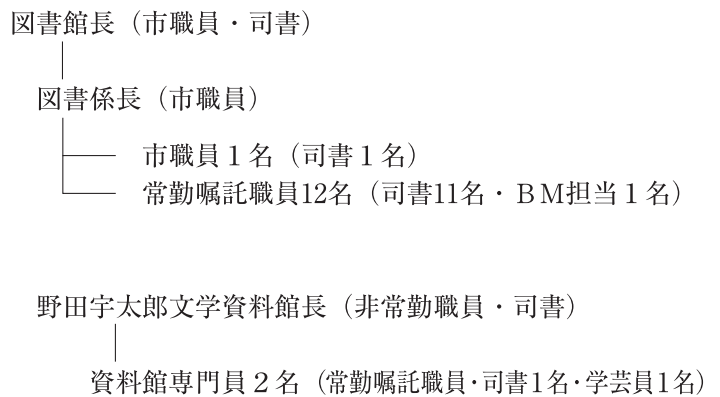 図書館長（市職員・司書）
図書係長（市職員）
市職員１名（司書１名）
常勤嘱託職員12名（司書11名・ＢＭ担当１名）
野田宇太郎文学資料館長（非常勤職員・司書）
資料館専門員２名（常勤嘱託職員・司書1名・学芸員1名）